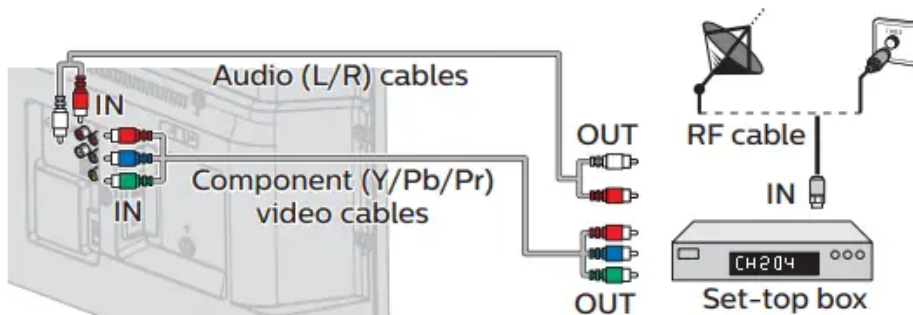 Audio (L/R) cables
IN
OUT
RF cable
IN
Component (Y/Pb/Pr)
video cables
IN
CH204
OUT
Set-top box